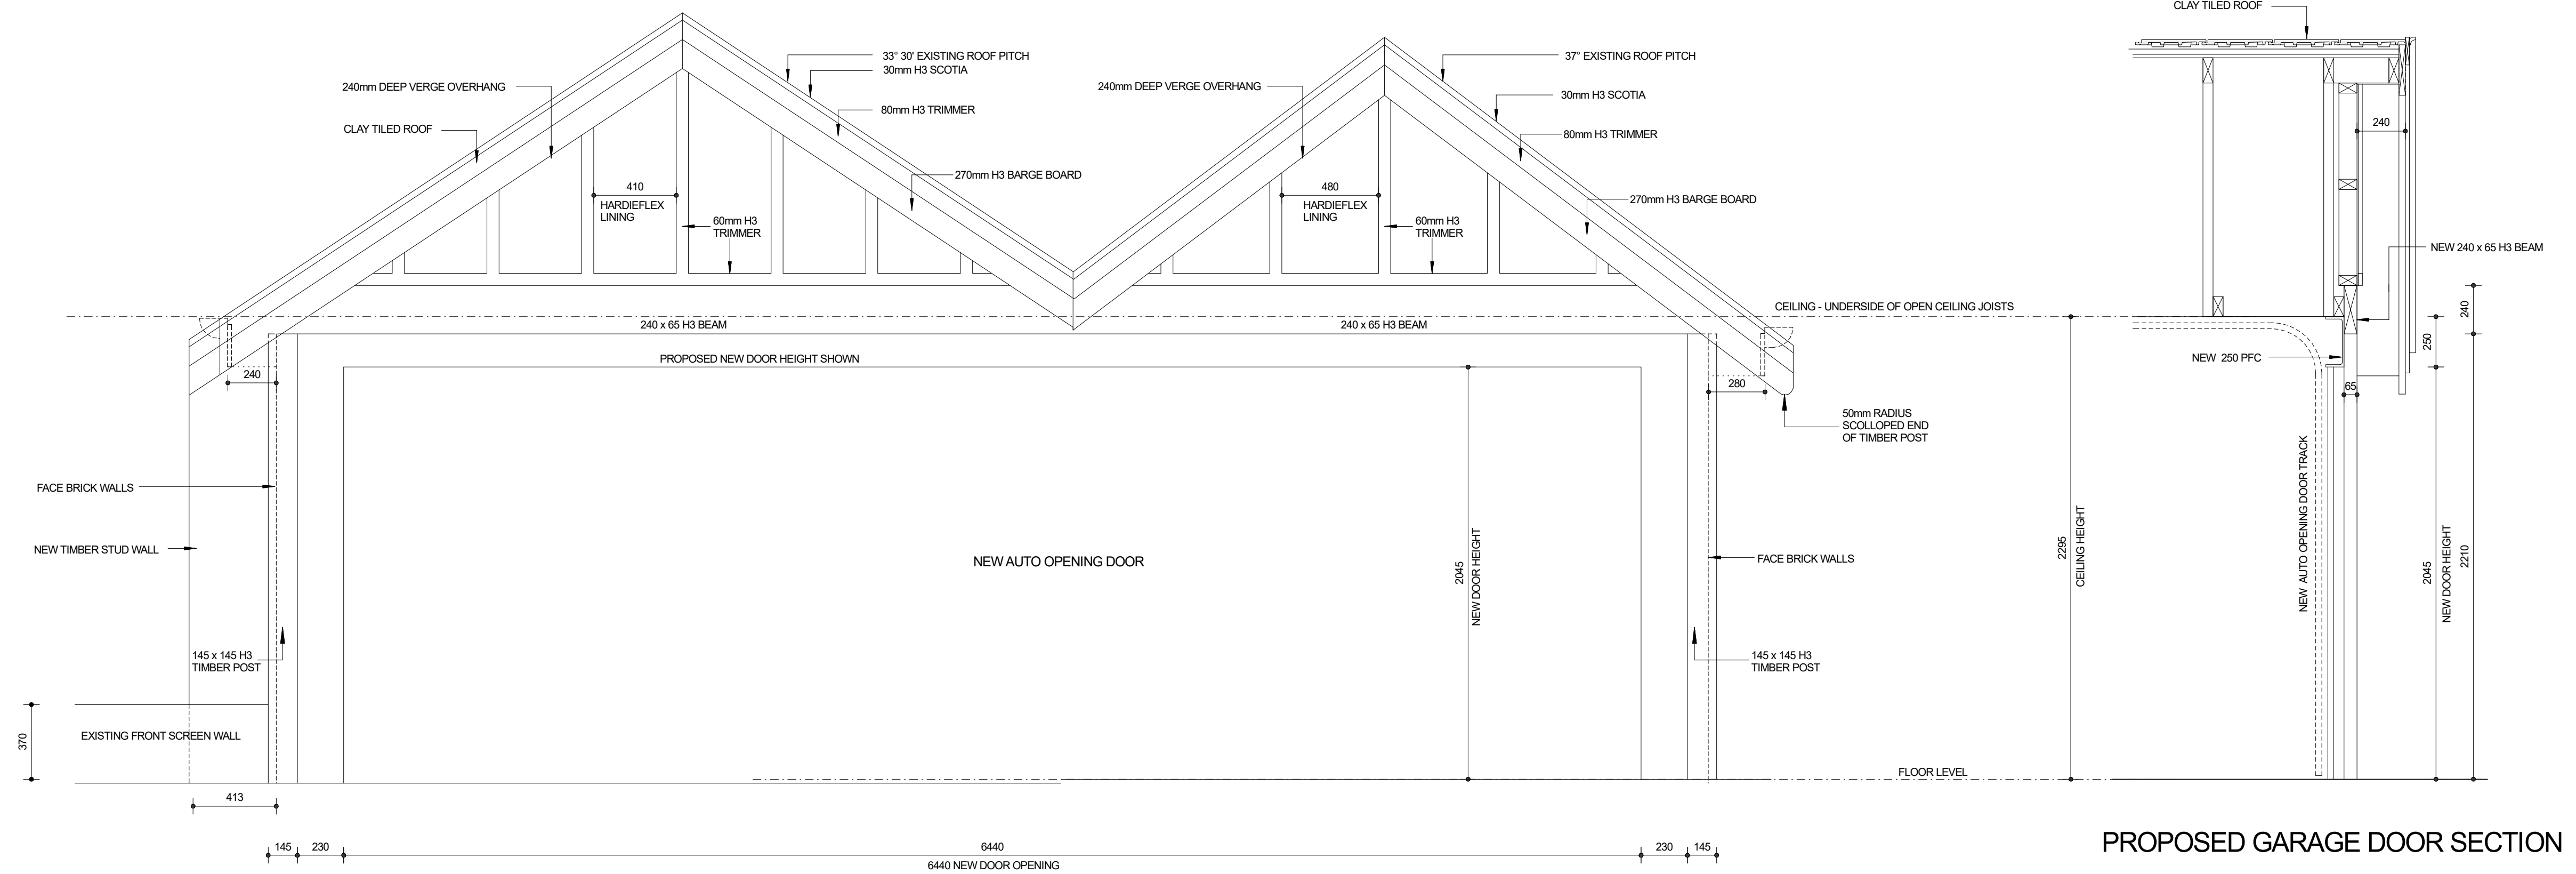 CLAY TILED ROOF
33° 30' EXISTING ROOF PITCH
30mm H3 SCOTIA
240mm DEEP VERGE OVERHANG
80mm H3 TRIMMER
CLAY TILED ROOF
270mm H3 BARGE BOARD
410
HARDIEFLEX
LINING
60mm H3
TRIMMER
37° EXISTING ROOF PITCH
240mm DEEP VERGE OVERHANG
30mm H3 SCOTIA
80mm H3 TRIMMER
480
HARDIEFLEX
LINING
270mm H3 BARGE BOARD
60mm H3
TRIMMER
240
NEW 240 x 65 H3 BEAM
CEILING - UNDERSIDE OF OPEN CEILING JOISTS
240 x 65 H3 BEAM
240 x 65 H3 BEAM
240
250
PROPOSED NEW DOOR HEIGHT SHOWN
NEW 250 PFC
240
280
65
50mm RADIUS
SCOLLOPED END
OF TIMBER POST
FACE BRICK WALLS
NEW TIMBER STUD WALL
NEW AUTO OPENING DOOR
2045
NEW DOOR HEIGHT
FACE BRICK WALLS
2295
CEILING HEIGHT
NEW AUTO OPENING DOOR TRACK
2045
NEW DOOR HEIGHT
2210
145 x 145 H3
TIMBER POST
145 x 145 H3
TIMBER POST
370
EXISTING FRONT SCREEN WALL
FLOOR LEVEL
413
145
230
6440
230
145
6440 NEW DOOR OPENING
PROPOSED GARAGE DOOR SECTION